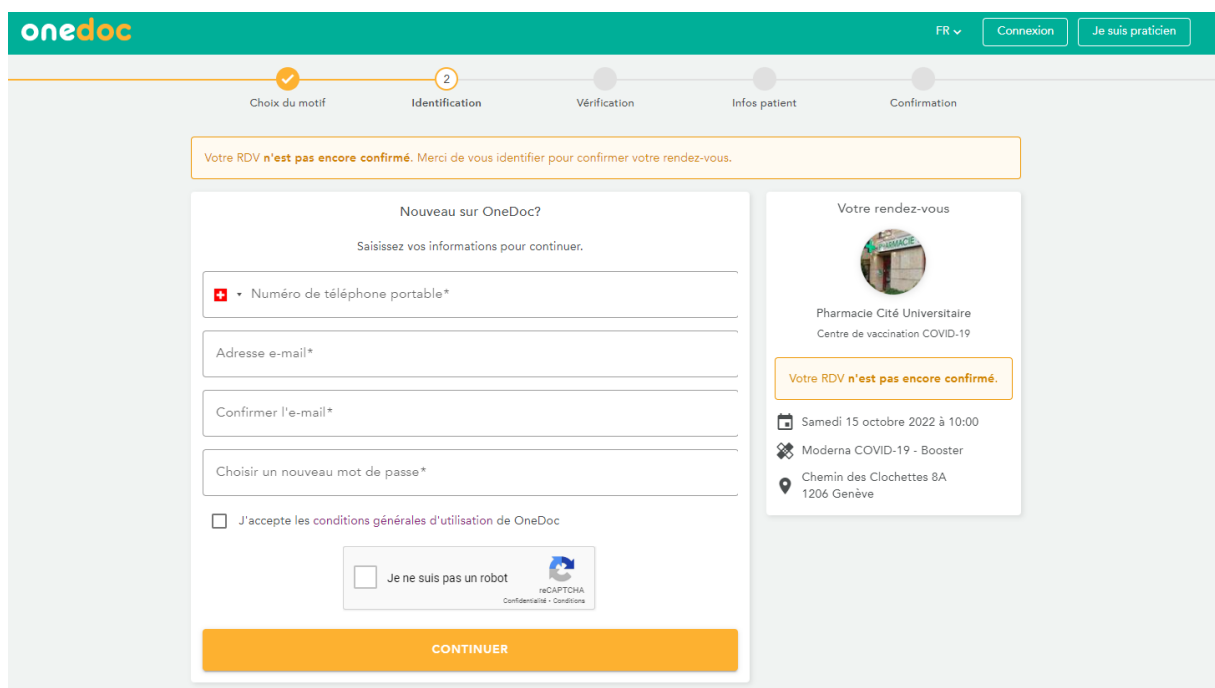 onedoc
FR
Connexion
Je suis praticien
2
Choix du motif
Identification
Vérification
Infos patient
Confirmation
Votre RDV n'est pas encore confirmé. Merci de vous identifier pour confirmer votre rendez-vous.
Nouveau sur OneDoc?
Saisissez vos informations pour continuer.
Numéro de téléphone portable*
Adresse e-mail*
Confirmer l'e-mail*
Choisir un nouveau mot de passe*
J'accepte les conditions générales d'utilisation de OneDoc
Je ne suis pas un robot
reCAPTCHA
Confidentialité - Conditions
CONTINUER
Votre rendez-vous
PHARMACIE
Pharmacie Cité Universitaire
Centre de vaccination COVID-19
Votre RDV n'est pas encore confirmé.
Samedi 15 octobre 2022 à 10:00
Moderna COVID-19 - Booster
Chemin des Clochettes 8A
1206 Genève